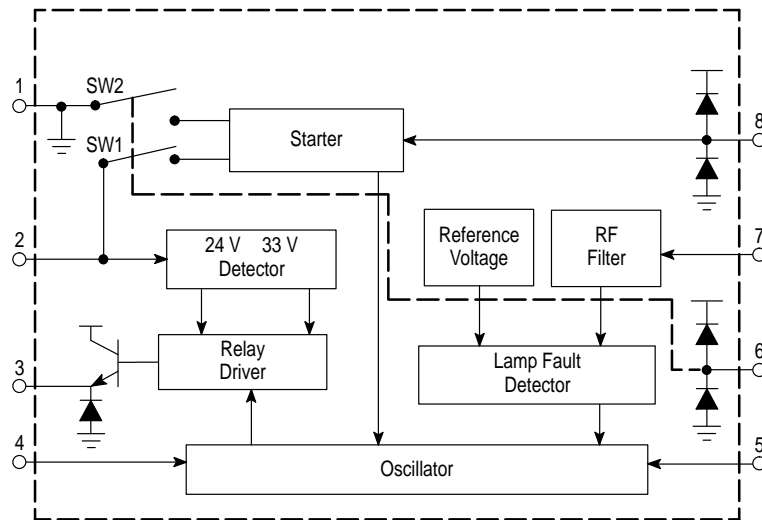 1
SW2
Starter
8
SW1
2
24 V 33 V
Detector
Reference
Voltage
RF
Filter
7
3
Relay
Driver
Lamp Fault
Detector
6
4
Oscillator
5